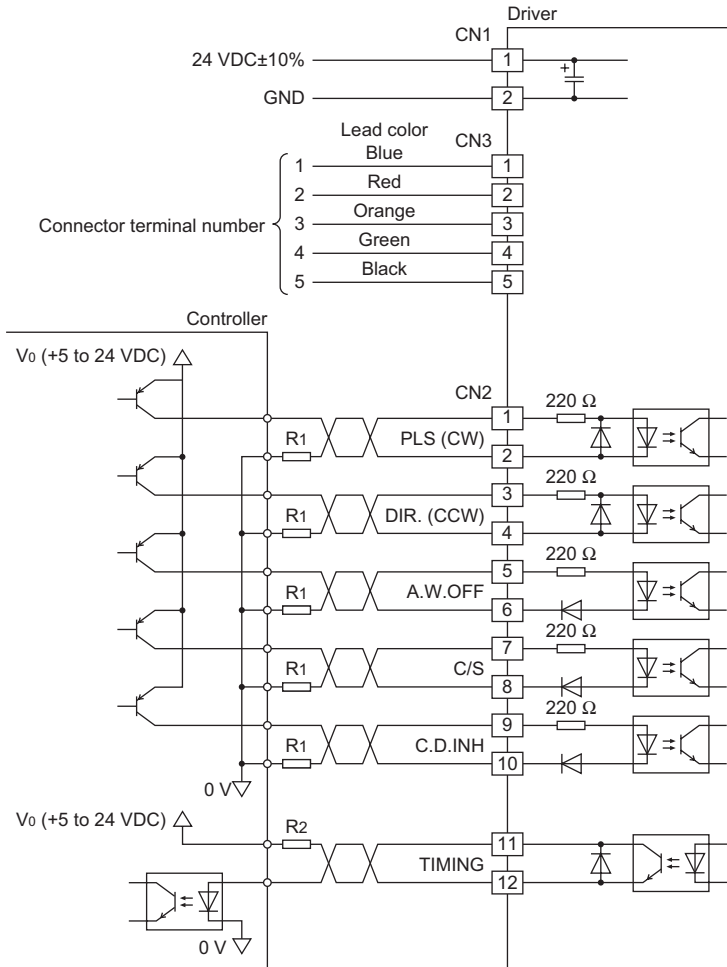 Driver
CN1
24 VDC±10%
1
GND
2
Lead color
CN3
Connector terminal number
1 Blue 1
2 Red 2
3 Orange 3
4 Green 4
5 Black 5
Controller
V0 (+5 to 24 VDC)
CN2
1
220 Ω
R1
PLS (CW)
2
3
220 Ω
R1
DIR. (CCW)
4
5
220 Ω
R1
A.W.OFF
6
7
220 Ω
R1
C/S
8
9
220 Ω
R1
C.D.INH
10
0 V
V0 (+5 to 24 VDC)
R2
11
TIMING
12
0 V